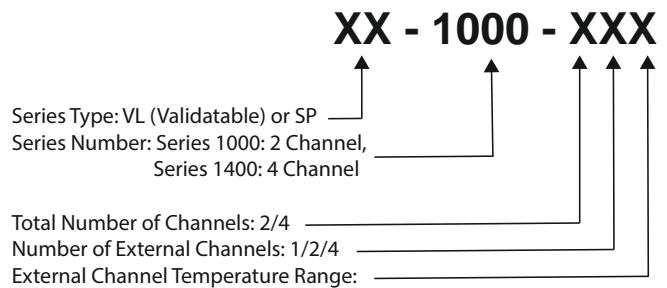 XX - 1000 - XXX
Series Type: VL (Validatable) or SP
Series Number: Series 1000: 2 Channel,
Series 1400: 4 Channel
Total Number of Channels: 2/4
Number of External Channels: 1/2/4
External Channel Temperature Range: